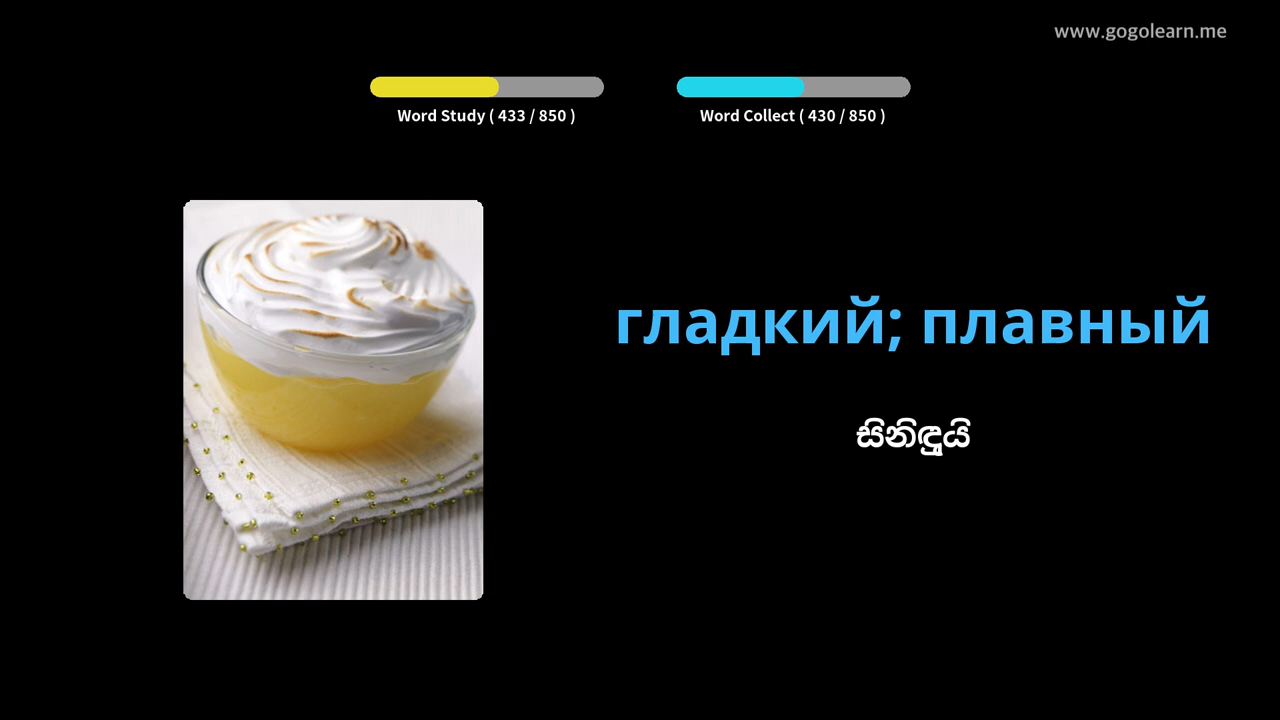 www.gogolearn.me
Word Study ( 433 / 850 )
Word Collect ( 430 / 850 )
гладкий; плавный
සිනිඳුයි